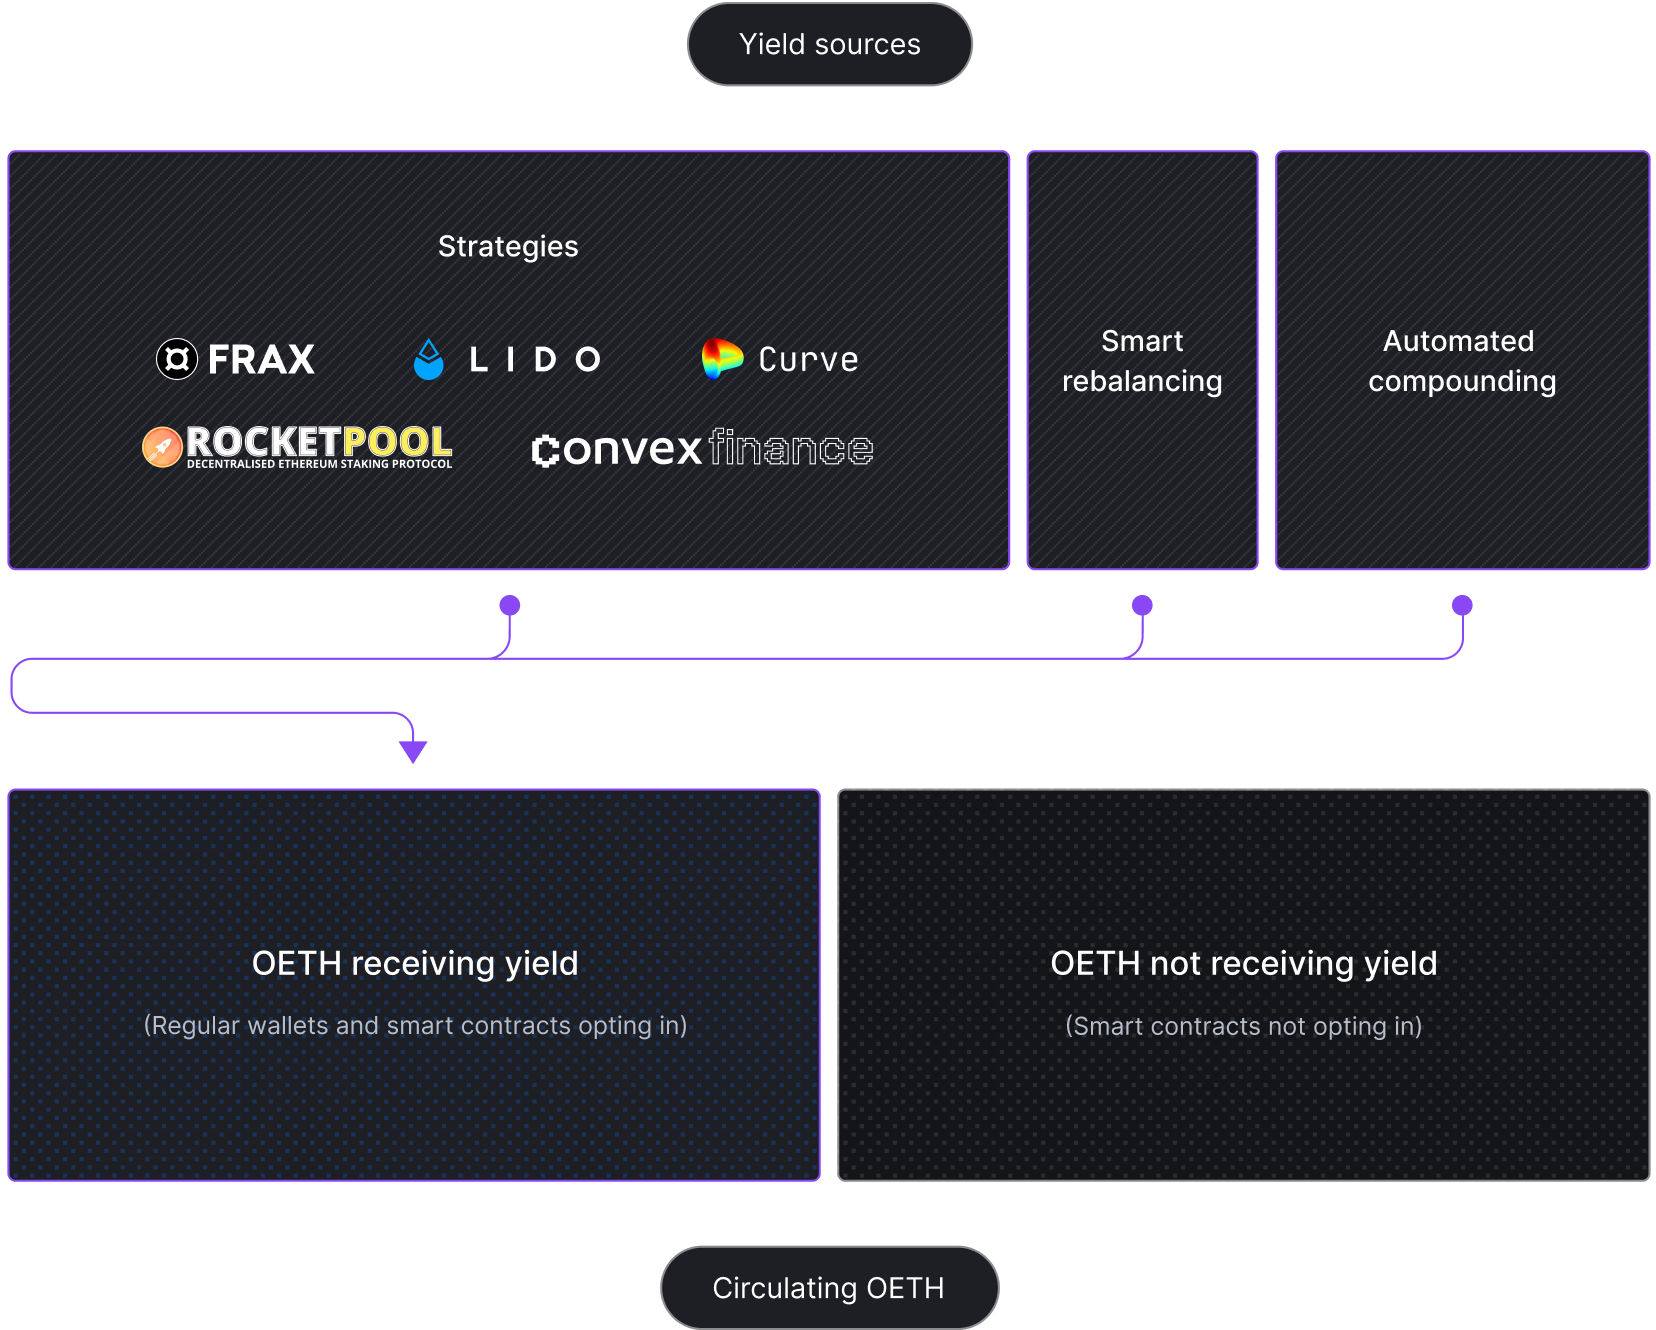 Yield sources
Strategies
FRAX
LIDO
Curve
ROCKETPOOL
DECENTRALISED ETHEREUM STAKING PROTOCOL
Convex finance
Smart
rebalancing
Automated
compounding
OETH receiving yield
(Regular wallets and smart contracts opting in)
OETH not receiving yield
(Smart contracts not opting in)
Circulating OETH